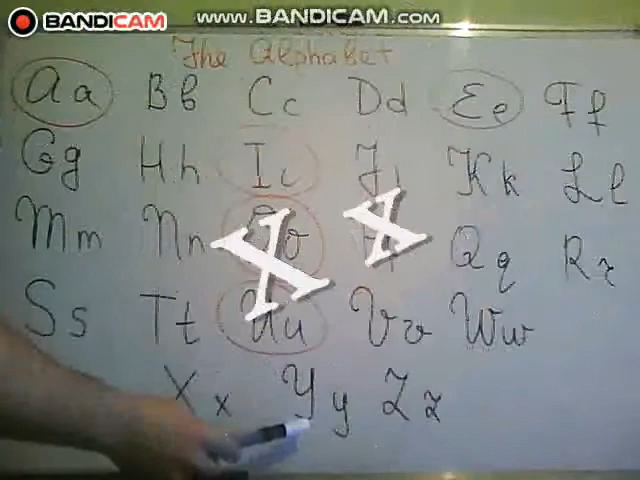 BANDICAM www.BANDICAM.com
The Alphabet
Aa Bb Cc Dd Ee Ff
Gg Hh Ii Jj Kk Ll
Mm Nn Oo Qq Rr
Ss Tt Uu Vv Ww
Xx
Xx Yy Zz